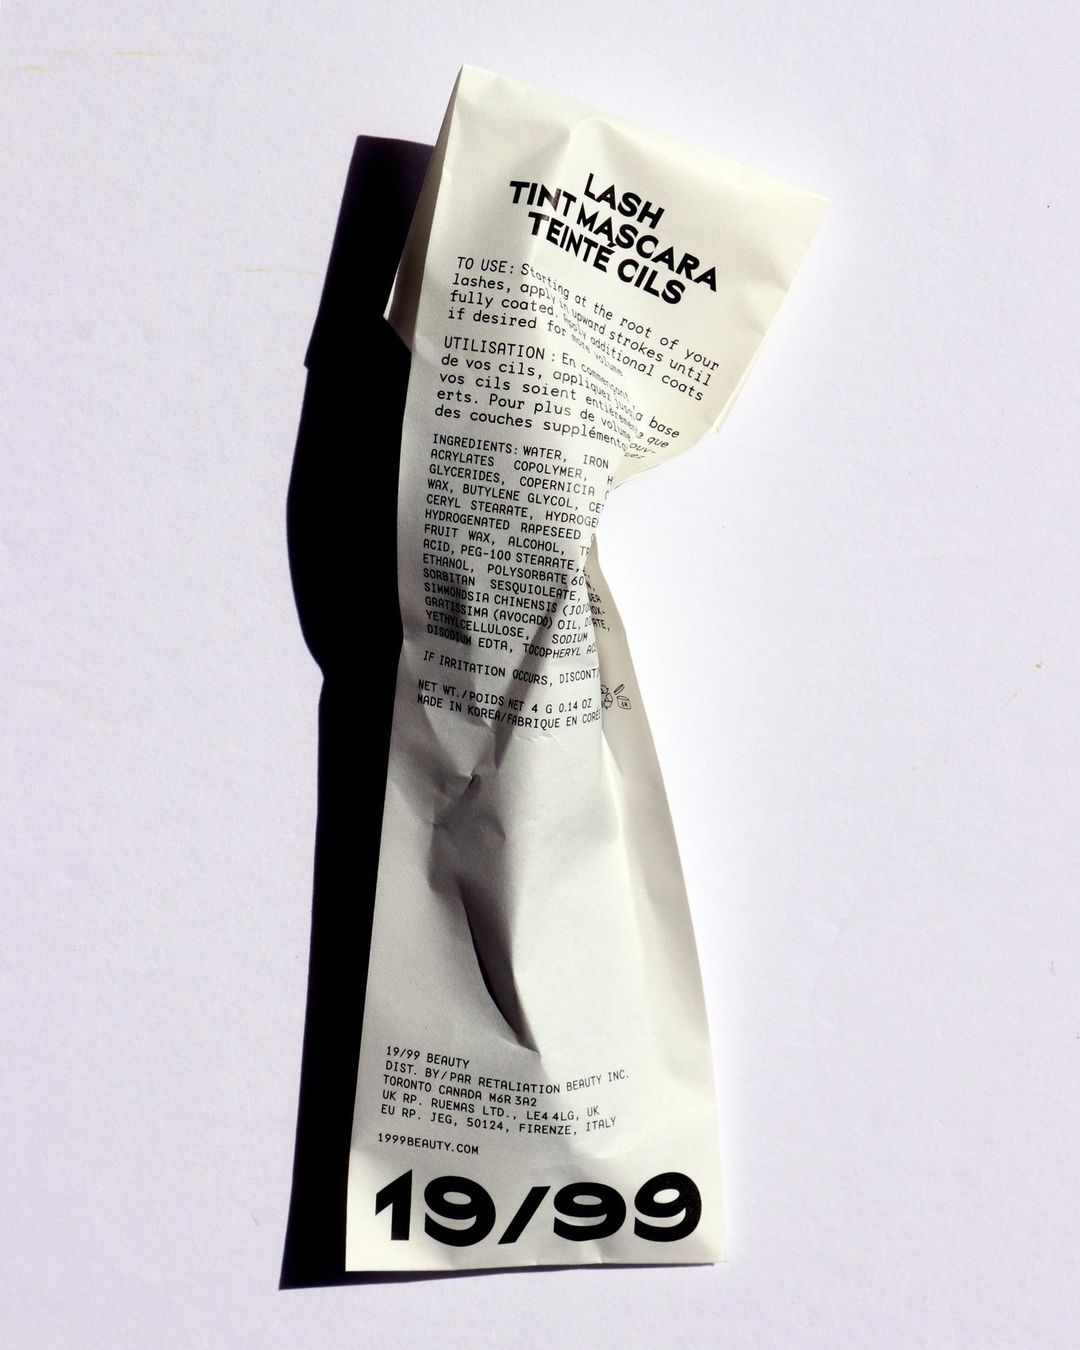 LASH
TINT MASCARA
TEINTÉ CILS
TO USE: Starting at the root of your
lashes, apply in upward strokes until
fully coated. Apply additional coats
if desired for more volume.
UTILISATION : En commençant
de vos cils, appliquez jusqu'à base
vos cils soient entièrement que
erts. Pour plus de volume, ouv-
des couches supplémentai
INGREDIENTS: WATER, IRON
ACRYLATES COPOLYMER,
GLYCERIDES, COPERNICIA
WAX, BUTYLENE GLYCOL,
CERYL STEARATE,
HYDROGENATED RAPESEED
FRUIT WAX, ALCOHOL,
ACID, PEG-100 STEARATE,
ETHANOL, POLYSORBATE 60
SORBITAN SESQUIOLEATE,
SIMMONDSIA CHINENSIS
GRATISSIMA (AVOCADO) OIL,
YETHYLCELLULOSE, SODIUM
DISODIUM EDTA, TOCOPHERYL
IF IRRITATION OCCURS,
NET WT./POIDS NET 4 G 0.14 OZ
MADE IN KOREA/FABRIQUE EN CORÉE
19/99 BEAUTY
DIST. BY/PAR RETALIATION BEAUTY INC.
TORONTO CANADA M6R 3A2
UK RP. RUEMAS LTD., LE4 4LG, UK
EU RP. JEG, 50124, FIRENZE, ITALY
1999BEAUTY.COM
19/99